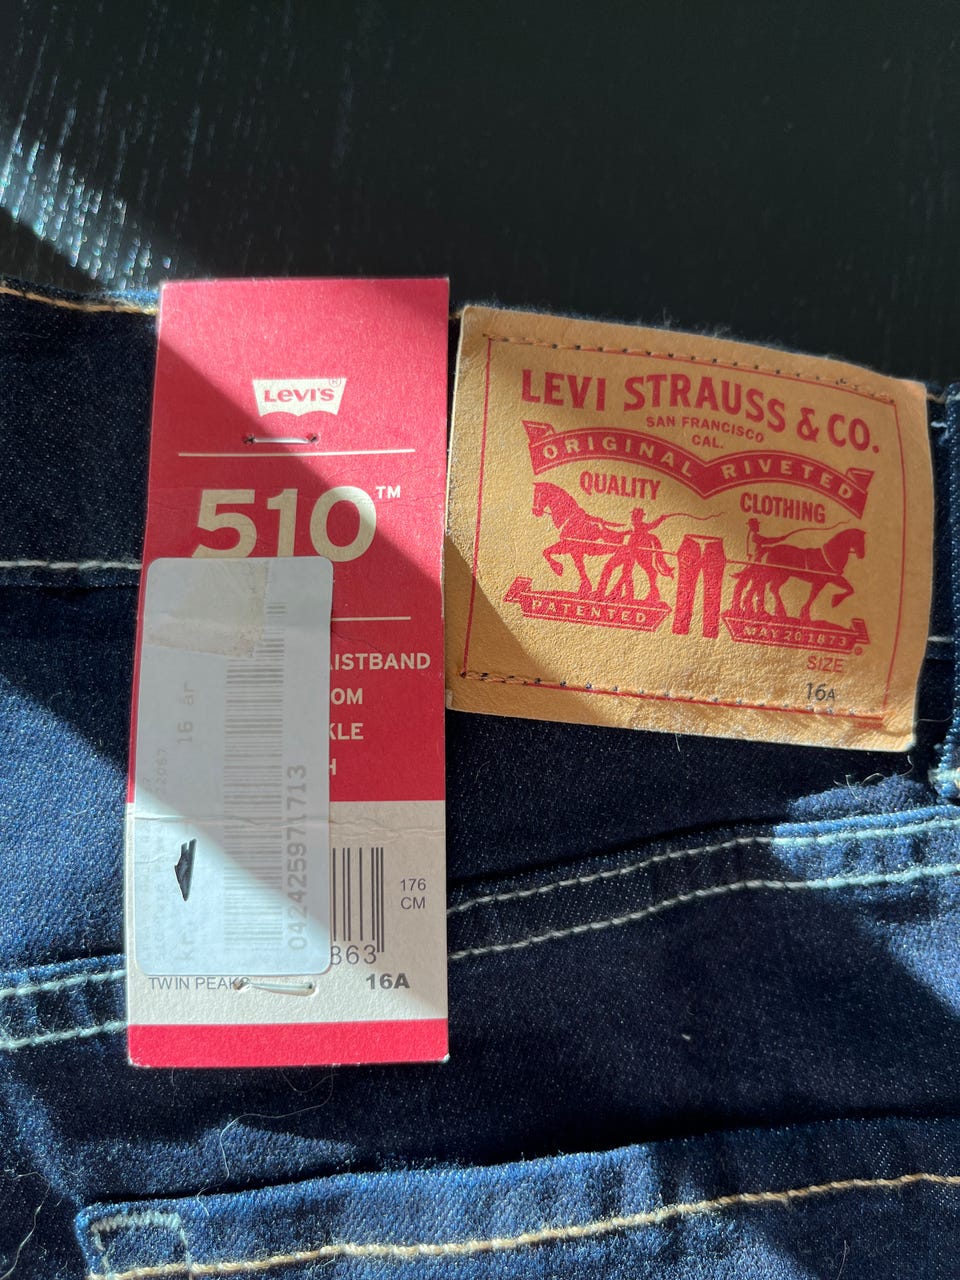 Levi's®
510™
AISTBAND
OM
KLE
H
16 år
kr.
042425971713
176
CM
863
TWIN PEAKS
16A
LEVI STRAUSS & CO.
SAN FRANCISCO
CAL.
ORIGINAL RIVETED
QUALITY
CLOTHING
PATENTED
MAY 20 1873
®
SIZE
16A